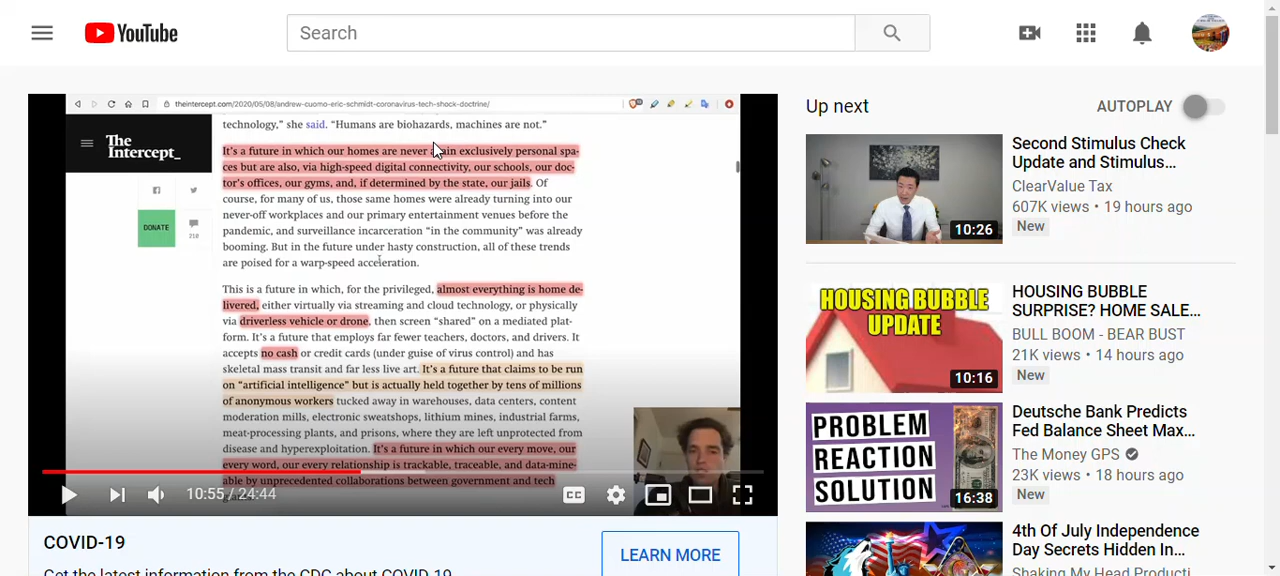 YouTube
Search
theintercept.com/2020/05/08/andrew-cuomo-eric-schmidt-coronavirus-tech-shock-doctrine/
The
Intercept_
DONATE
218
technology,” she said. “Humans are biohazards, machines are not.”
It’s a future in which our homes are never again exclusively personal spa-
ces but are also, via high-speed digital connectivity, our schools, our doc-
tor’s offices, our gyms, and, if determined by the state, our jails. Of
course, for many of us, those same homes were already turning into our
never-off workplaces and our primary entertainment venues before the
pandemic, and surveillance incarceration “in the community” was already
booming. But in the future under hasty construction, all of these trends
are poised for a warp-speed acceleration.
This is a future in which, for the privileged, almost everything is home de-
livered, either virtually via streaming and cloud technology, or physically
via driverless vehicle or drone, then screen “shared” on a mediated plat-
form. It’s a future that employs far fewer teachers, doctors, and drivers. It
accepts no cash or credit cards (under guise of virus control) and has
skeletal mass transit and far less live art. It’s a future that claims to be run
on “artificial intelligence” but is actually held together by tens of millions
of anonymous workers tucked away in warehouses, data centers, content
moderation mills, electronic sweatshops, lithium mines, industrial farms,
meat-processing plants, and prisons, where they are left unprotected from
disease and hyperexploitation. It’s a future in which our every move, our
every word, our every relationship is trackable, traceable, and data-mine-
able by unprecedented collaborations between government and tech
10:55 / 24:44
CC
COVID-19
Get the latest information from the CDC about COVID-19
LEARN MORE
Up next
AUTOPLAY
10:26
Second Stimulus Check
Update and Stimulus...
ClearValue Tax
607K views • 19 hours ago
New
HOUSING BUBBLE
UPDATE
10:16
HOUSING BUBBLE
SURPRISE? HOME SALE...
BULL BOOM - BEAR BUST
21K views • 14 hours ago
New
PROBLEM
REACTION
SOLUTION
16:38
Deutsche Bank Predicts
Fed Balance Sheet Max...
The Money GPS
23K views • 18 hours ago
New
4th Of July Independence
Day Secrets Hidden In...
Shaking My Head Producti